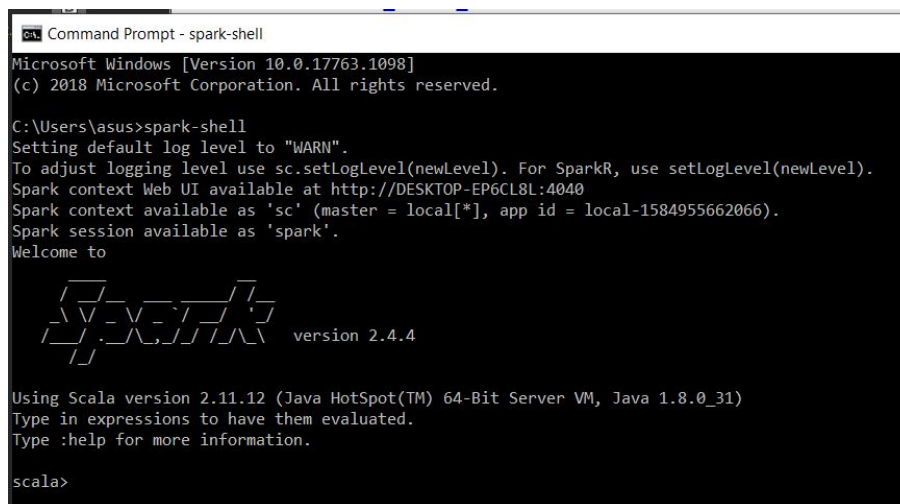 Command Prompt - spark-shell
Microsoft Windows [Version 10.0.17763.1098]
(c) 2018 Microsoft Corporation. All rights reserved.
C:\Users\asus>spark-shell
Setting default log level to "WARN".
To adjust logging level use sc.setLogLevel(newLevel). For SparkR, use setLogLevel(newLevel).
Spark context Web UI available at http://DESKTOP-EP6CL8L:4040
Spark context available as 'sc' (master = local[*], app id = local-1584955662066).
Spark session available as 'spark'.
Welcome to
Spark version 2.4.4
Using Scala version 2.11.12 (Java HotSpot(TM) 64-Bit Server VM, Java 1.8.0_31)
Type in expressions to have them evaluated.
Type :help for more information.
scala>